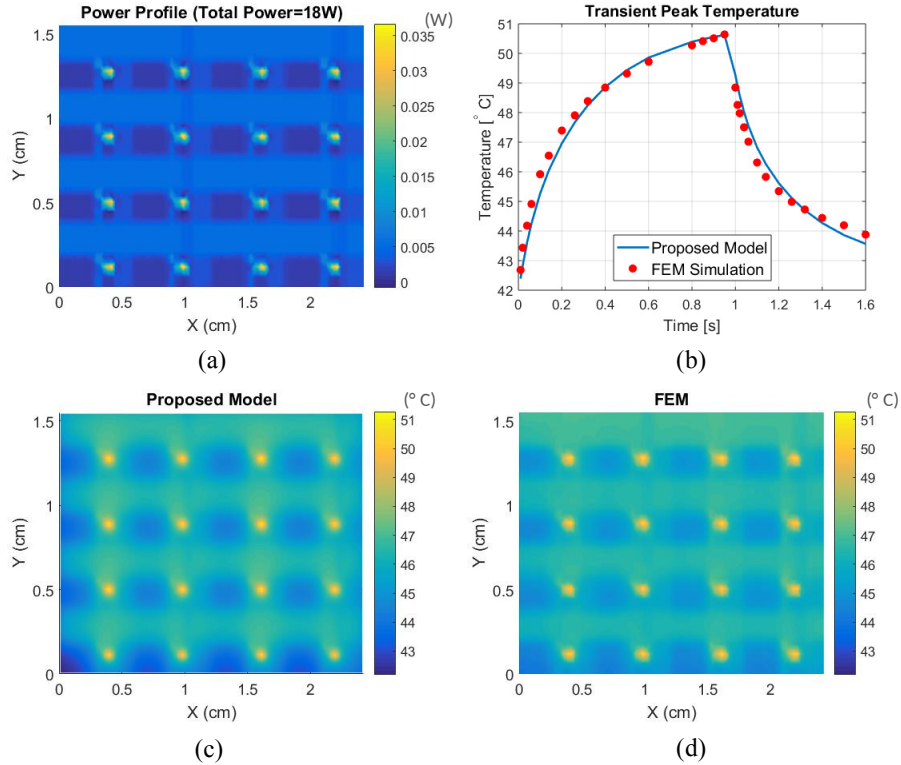 Power Profile (Total Power=18W)
(W)
1.5
1
0.5
0
Y (cm)
0 0.5 1 1.5 2
X (cm)
0.035
0.03
0.025
0.02
0.015
0.01
0.005
0
(a)
Transient Peak Temperature
51
50
49
48
47
46
45
44
43
42
Temperature [° C]
0 0.2 0.4 0.6 0.8 1 1.2 1.4 1.6
Time [s]
Proposed Model
FEM Simulation
(b)
Proposed Model
(° C)
1.5
1
0.5
0
Y (cm)
0 0.5 1 1.5 2
X (cm)
51
50
49
48
47
46
45
44
43
(c)
FEM
(° C)
1.5
1
0.5
0
Y (cm)
0 0.5 1 1.5 2
X (cm)
51
50
49
48
47
46
45
44
43
(d)